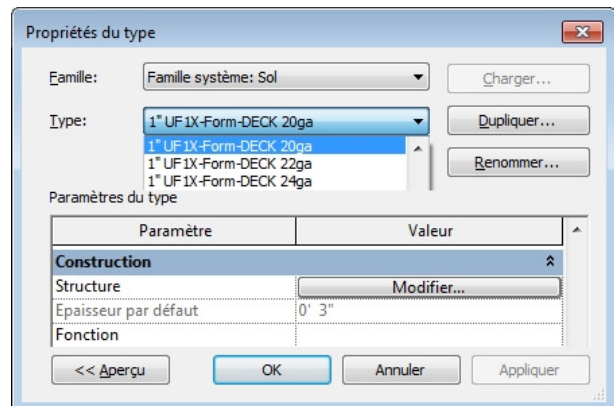 Propriétés du type
Famille: Famille système: Sol Charger...
Type: 1" UF1X-Form-DECK 20ga Dupliquer...
1" UF1X-Form-DECK 20ga
1" UF1X-Form-DECK 22ga Renommer...
1" UF1X-Form-DECK 24ga
Paramètres du type
Paramètre Valeur
Construction
Structure Modifier...
Epaisseur par défaut 0' 3"
Fonction
<< Aperçu OK Annuler Appliquer